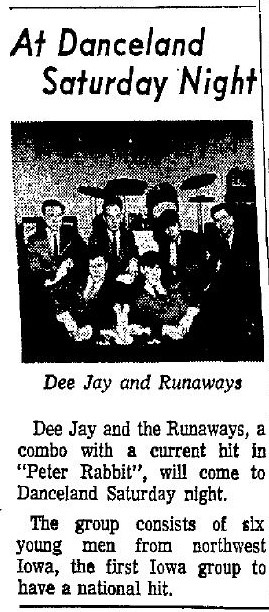 At Danceland
Saturday Night
Dee Jay and Runaways
Dee Jay and the Runaways, a
combo with a current hit in
"Peter Rabbit", will come to
Danceland Saturday night.
The group consists of six
young men from northwest
Iowa, the first Iowa group to
have a national hit.